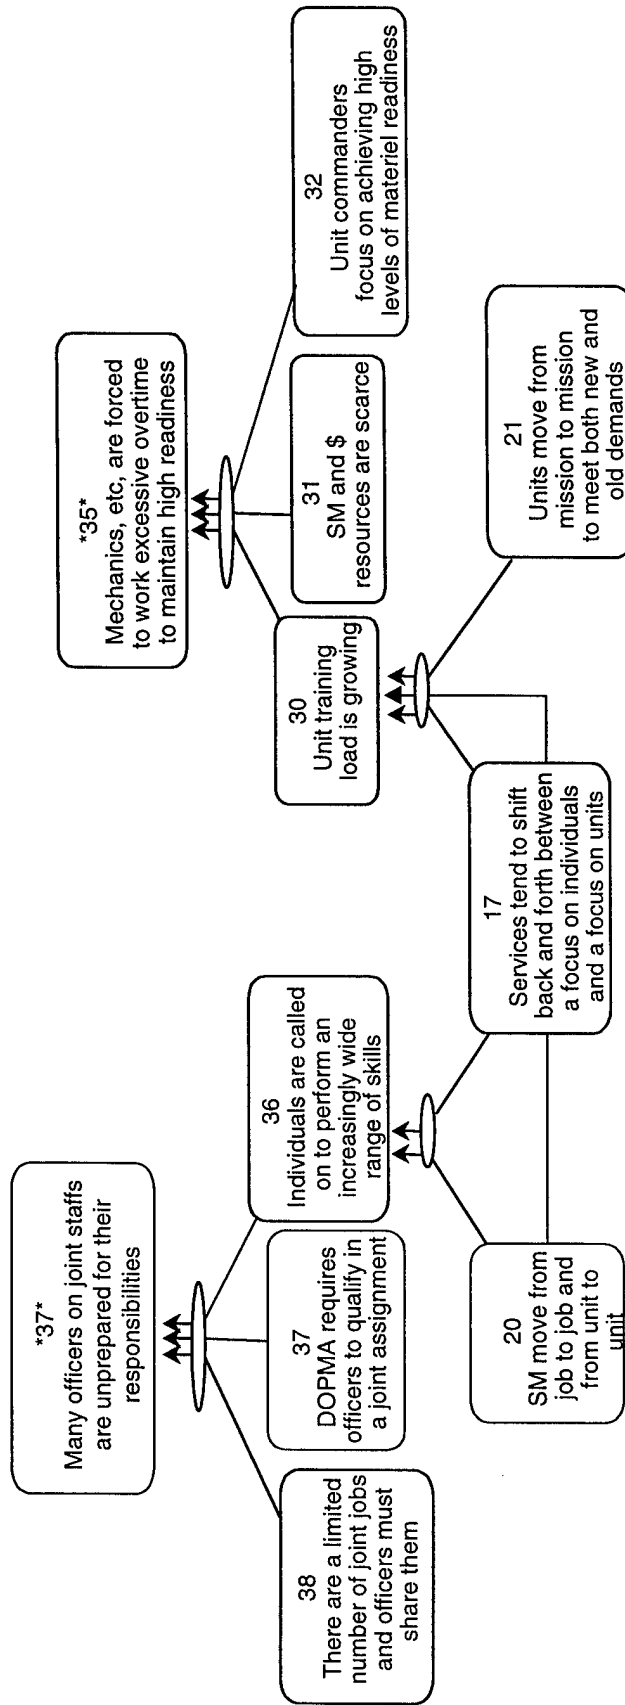 *37*
Many officers on joint staffs
are unprepared for their
responsibilities
*35*
Mechanics, etc, are forced
to work excessive overtime
to maintain high readiness
38
There are a limited
number of joint jobs
and officers must
share them
37
DOPMA requires
officers to qualify in
a joint assignment
36
Individuals are called
on to perform an
increasingly wide
range of skills
30
Unit training
load is growing
31
SM and $
resources are scarce
32
Unit commanders
focus on achieving high
levels of materiel readiness
20
SM move from
job to job and
from unit to
unit
17
Services tend to shift
back and forth between
a focus on individuals
and a focus on units
21
Units move from
mission to mission
to meet both new and
old demands